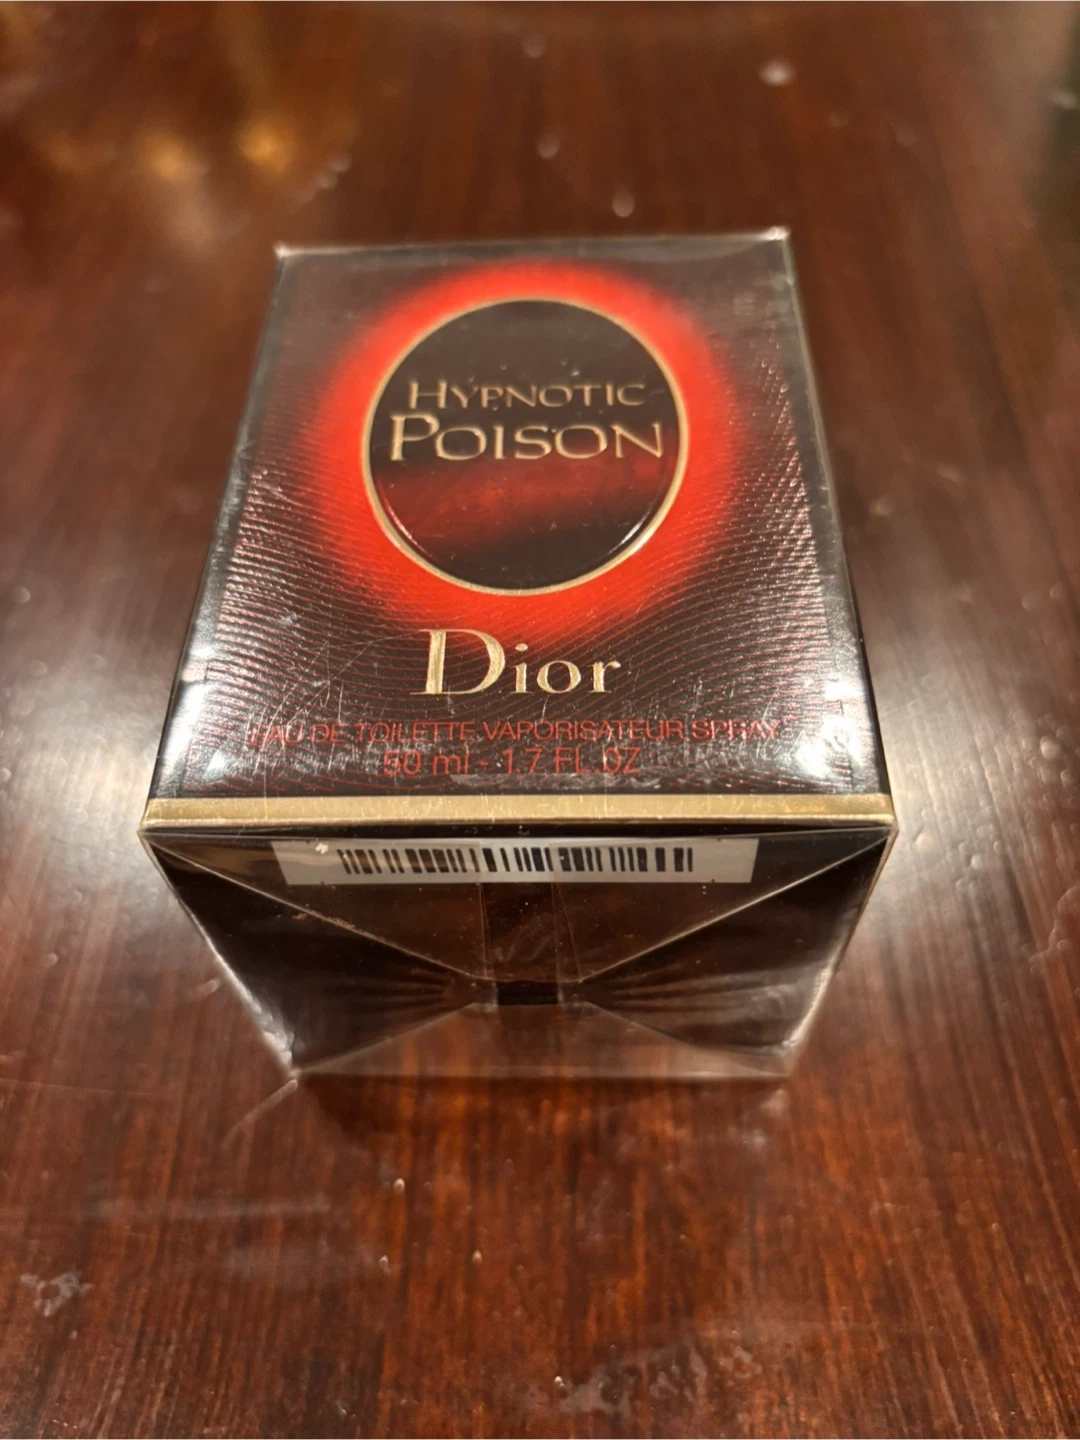 HYPNOTIC
POISON
Dior
EAU DE TOILETTE VAPORISATEUR SPRAY
50 ml - 1.7 FL.OZ